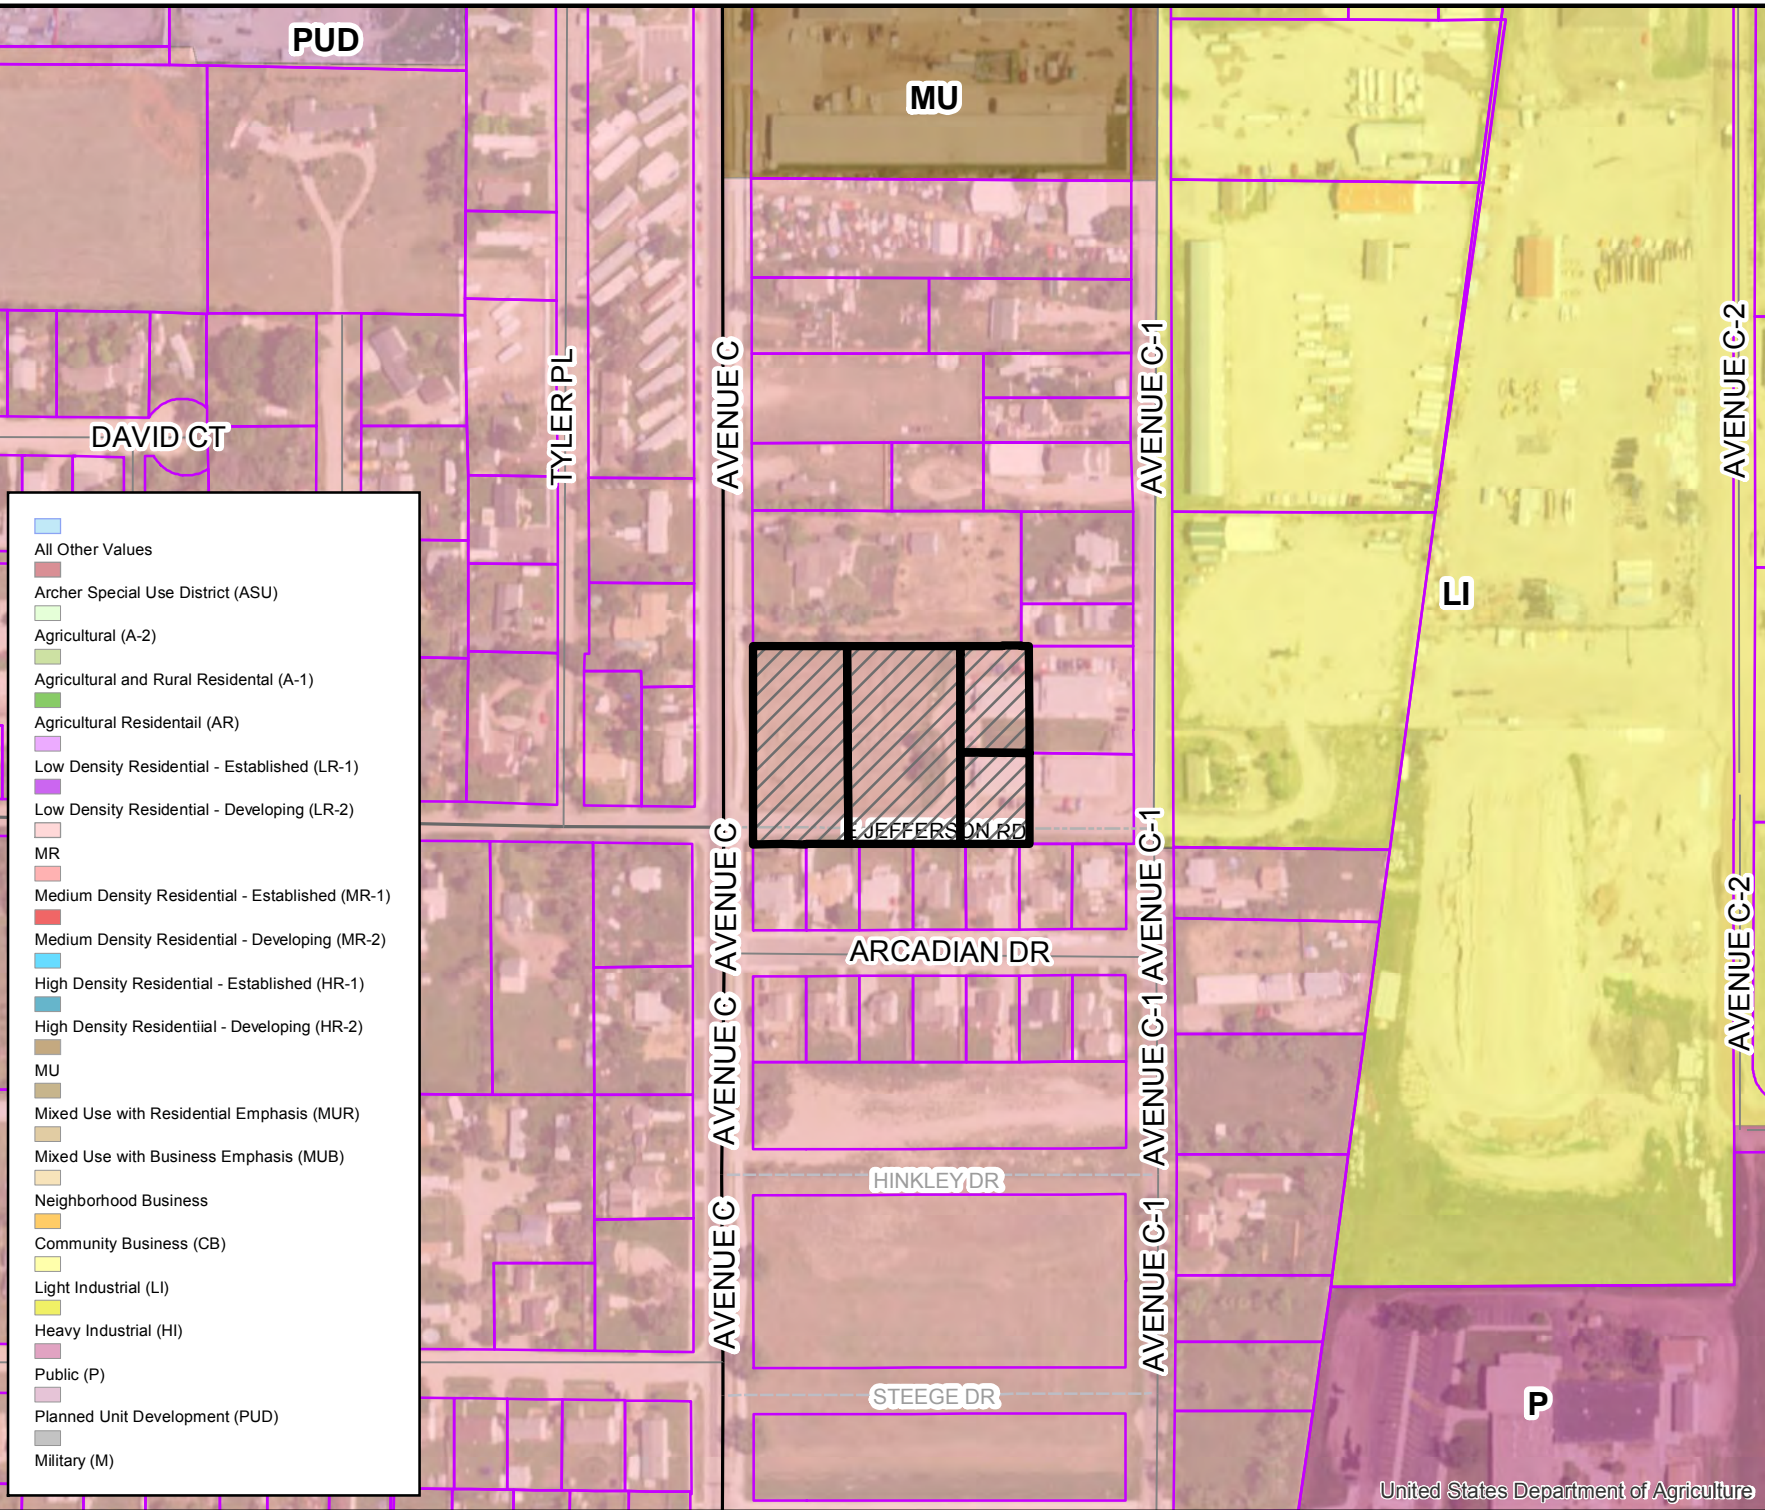 PUD
MU
AVENUE C-1
AVENUE C-2
TYLER PL
AVENUE C
DAVID CT
LI
All Other Values
Archer Special Use District (ASU)
Agricultural (A-2)
Agricultural and Rural Residental (A-1)
Agricultural Residentail (AR)
Low Density Residential - Established (LR-1)
Low Density Residential - Developing (LR-2)
MR
Medium Density Residential - Established (MR-1)
Medium Density Residential - Developing (MR-2)
High Density Residential - Established (HR-1)
High Density Residentiial - Developing (HR-2)
MU
Mixed Use with Residential Emphasis (MUR)
Mixed Use with Business Emphasis (MUB)
Neighborhood Business
Community Business (CB)
Light Industrial (LI)
Heavy Industrial (HI)
Public (P)
Planned Unit Development (PUD)
Military (M)
E JEFFERSON RD
AVENUE C
AVENUE C-1
AVENUE C-2
ARCADIAN DR
AVENUE C
AVENUE C-1
HINKLEY DR
AVENUE C
AVENUE C-1
STEEGE DR
P
United States Department of Agriculture